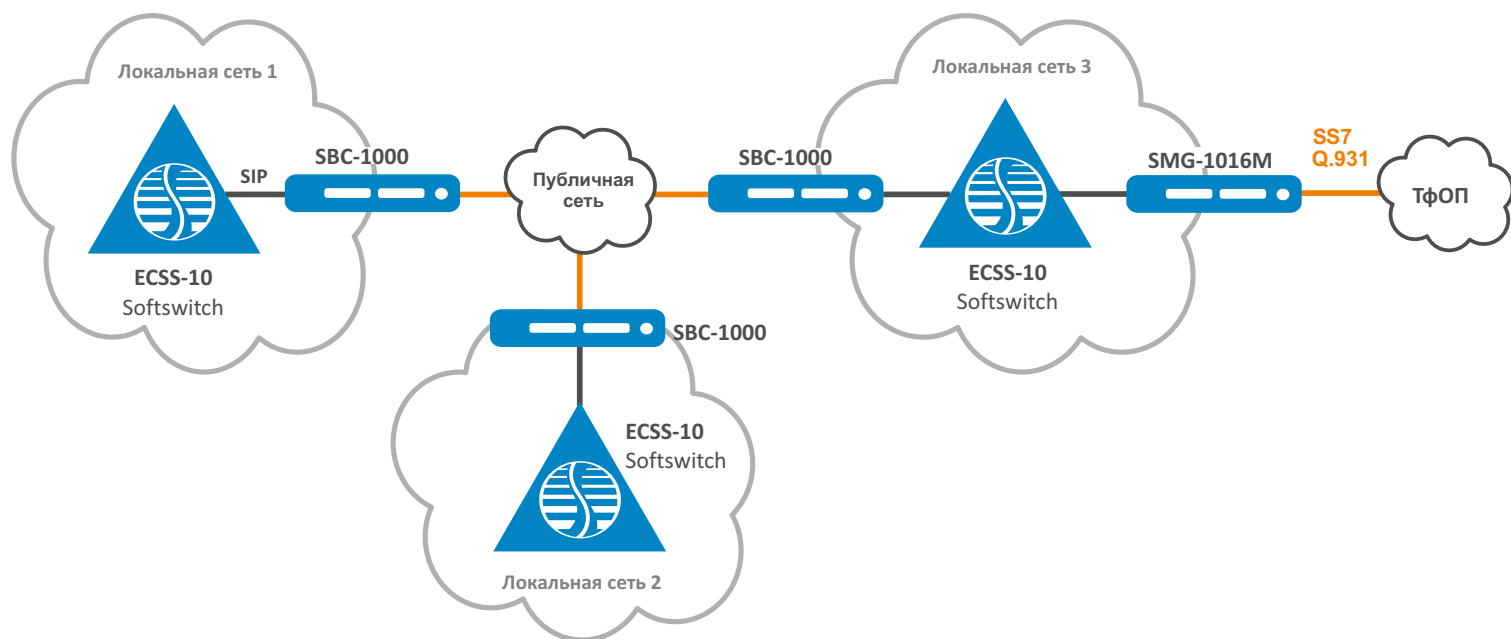 Локальная сеть 1
SIP
SBC-1000
ECSS-10
Softswitch
Публичная
сеть
SBC-1000
ECSS-10
Softswitch
Локальная сеть 2
Локальная сеть 3
SBC-1000
ECSS-10
Softswitch
SMG-1016M
SS7
Q.931
ТфОП